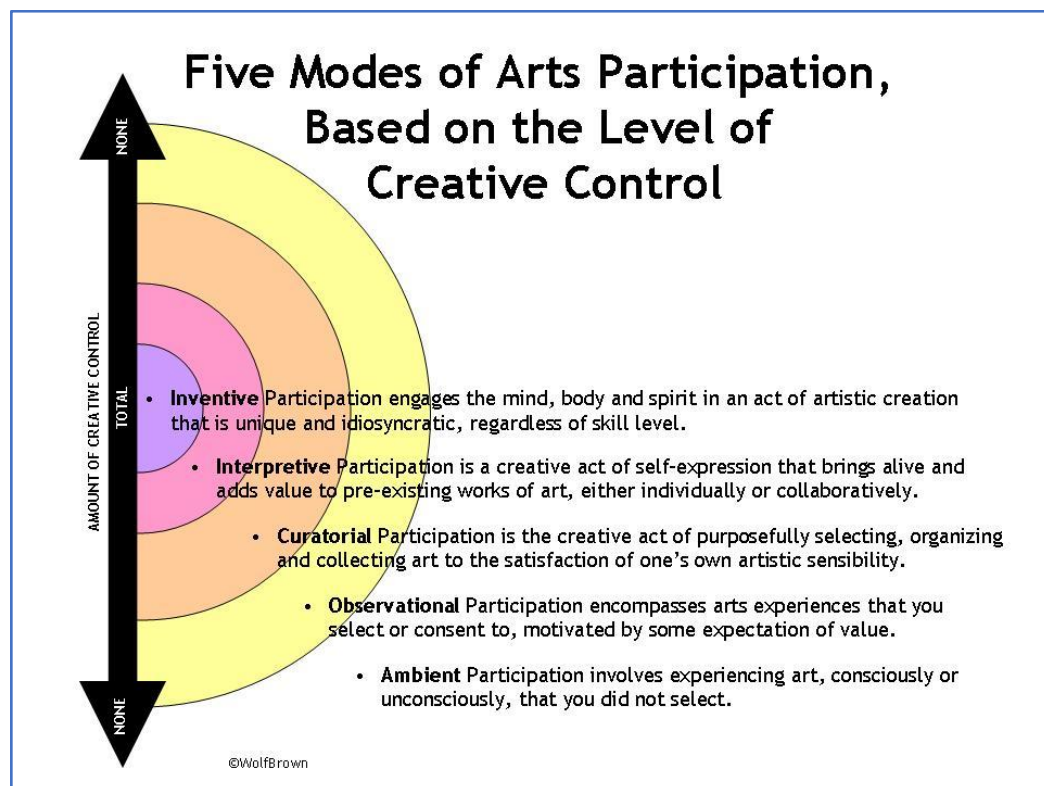 Five Modes of Arts Participation,
Based on the Level of
Creative Control
NONE
AMOUNT OF CREATIVE CONTROL
TOTAL
NONE
• Inventive Participation engages the mind, body and spirit in an act of artistic creation
that is unique and idiosyncratic, regardless of skill level.
• Interpretive Participation is a creative act of self-expression that brings alive and
adds value to pre-existing works of art, either individually or collaboratively.
• Curatorial Participation is the creative act of purposefully selecting, organizing
and collecting art to the satisfaction of one's own artistic sensibility.
• Observational Participation encompasses arts experiences that you
select or consent to, motivated by some expectation of value.
• Ambient Participation involves experiencing art, consciously or
unconsciously, that you did not select.
©WolfBrown